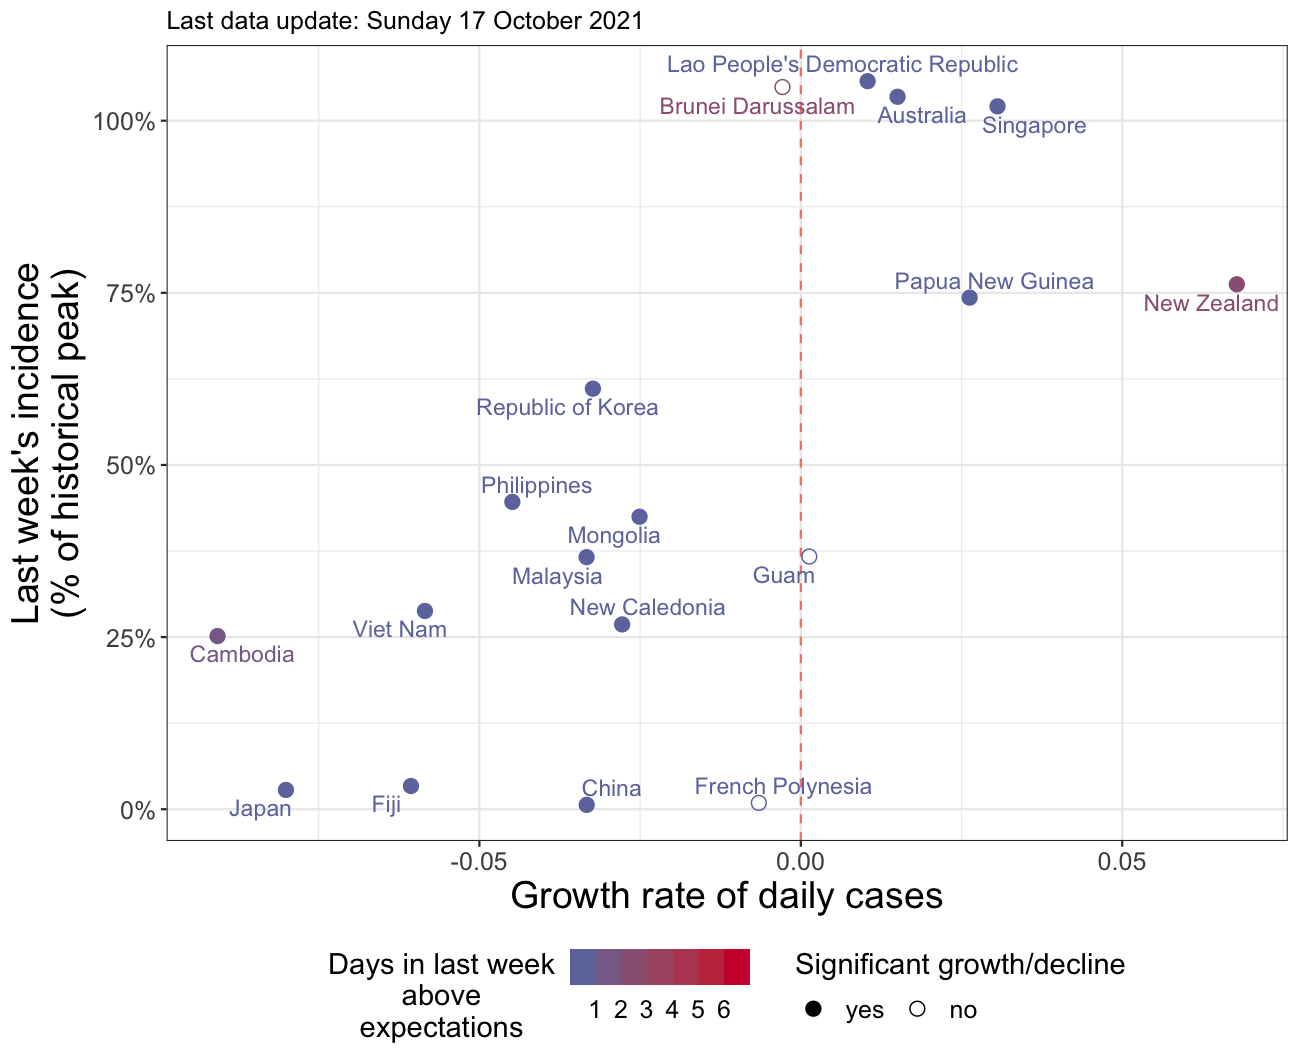 Last data update: Sunday 17 October 2021
Lao People's Democratic Republic
Brunei Darussalam
Australia
Singapore
100%
Papua New Guinea
75%
New Zealand
Republic of Korea
50%
Philippines
Mongolia
Malaysia
Guam
New Caledonia
Viet Nam
25%
Cambodia
China
French Polynesia
Japan
Fiji
0%
Last week's incidence
(% of historical peak)
-0.05 0.00 0.05
Growth rate of daily cases
Days in last week
above
expectations
1 2 3 4 5 6
Significant growth/decline
yes no